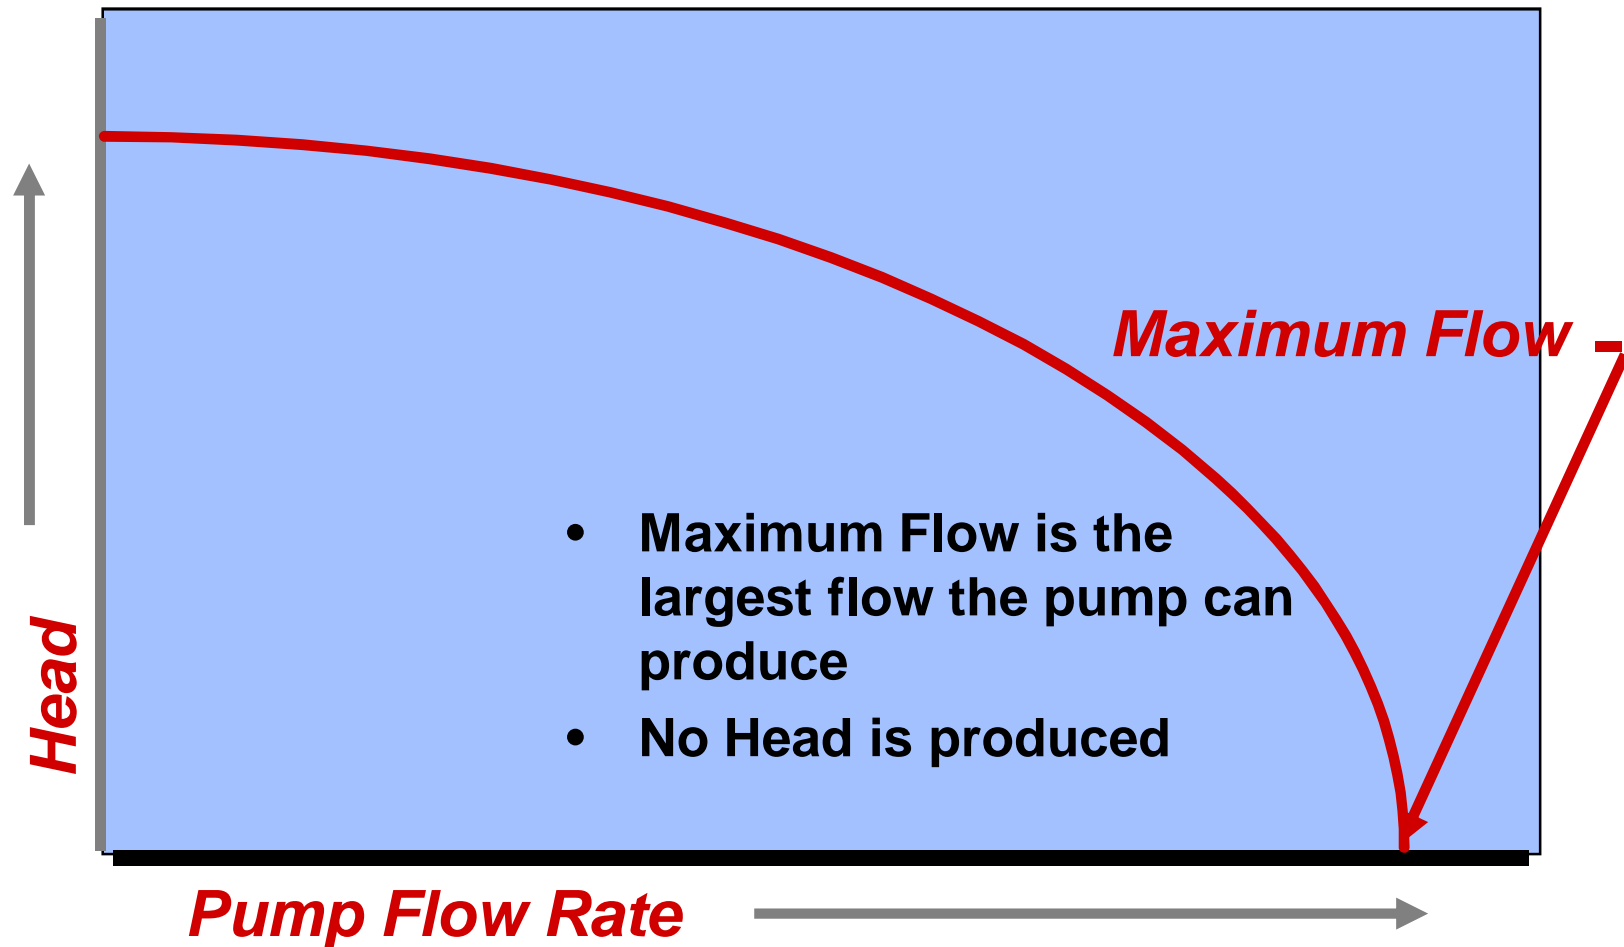 Maximum Flow
• Maximum Flow is the
largest flow the pump can
produce
• No Head is produced
Head
Pump Flow Rate